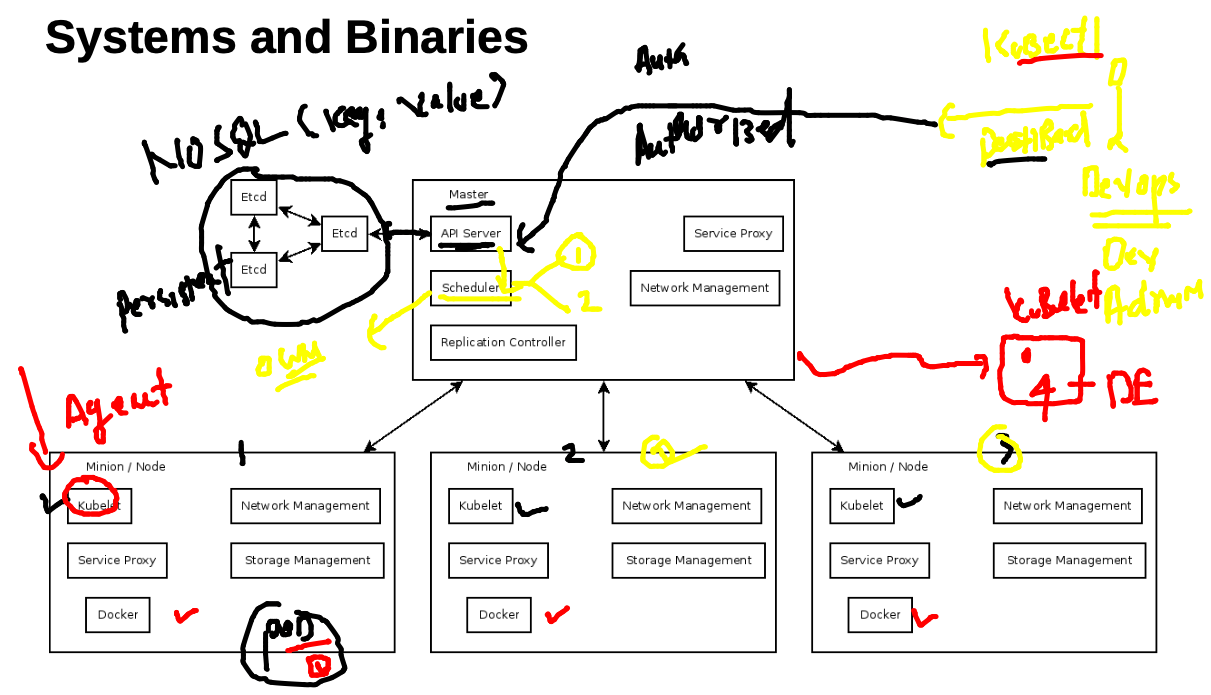 Systems and Binaries
Auth
Kubectl
NOSQL (Key: Value)
Authorized
Dashboard
Devops
Dev
Admin
Etcd
Etcd
Etcd
Persistent
Master
API Server
Service Proxy
Scheduler
1
2
Network Management
Replication Controller
Kubelet
4 DE
Agent
1
Minion / Node
Kubelet
Network Management
Service Proxy
Storage Management
Docker
POD
2
Minion / Node
Kubelet
Network Management
Service Proxy
Storage Management
Docker
3
Minion / Node
Kubelet
Network Management
Service Proxy
Storage Management
Docker